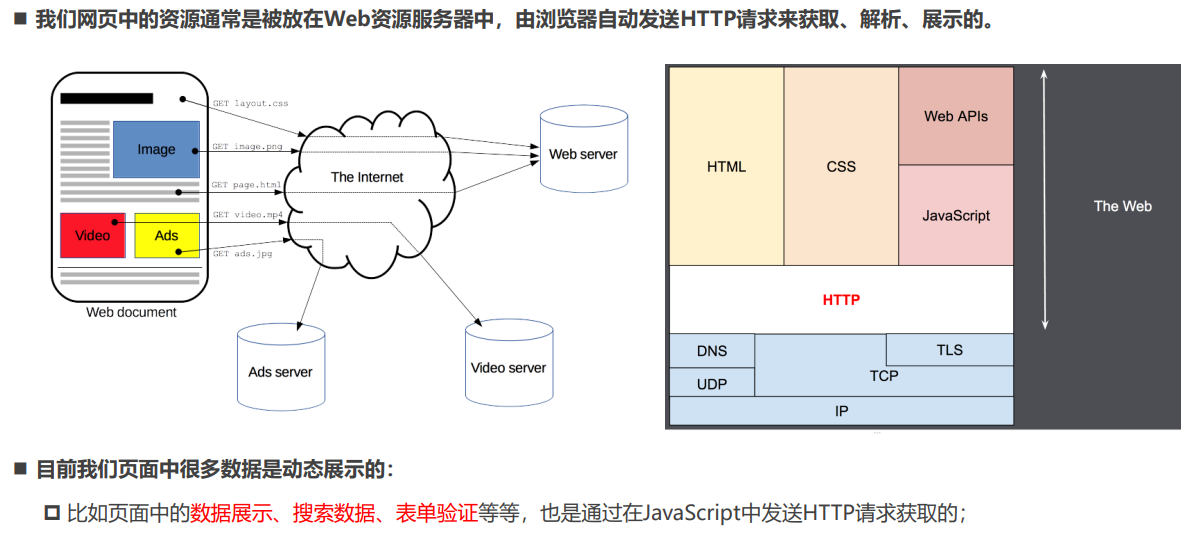 我们网页中的资源通常是被放在Web资源服务器中，由浏览器自动发送HTTP请求来获取、解析、展示的。
GET layout.css
Image
GET image.png
The Internet
Web server
GET page.html
Video
Ads
GET video.mp4
GET ads.jpg
Web document
Ads server
Video server
HTML
CSS
Web APIs
JavaScript
The Web
HTTP
DNS
TLS
UDP
TCP
IP
目前我们页面中很多数据是动态展示的：
比如页面中的数据展示、搜索数据、表单验证等等，也是通过在JavaScript中发送HTTP请求获取的；